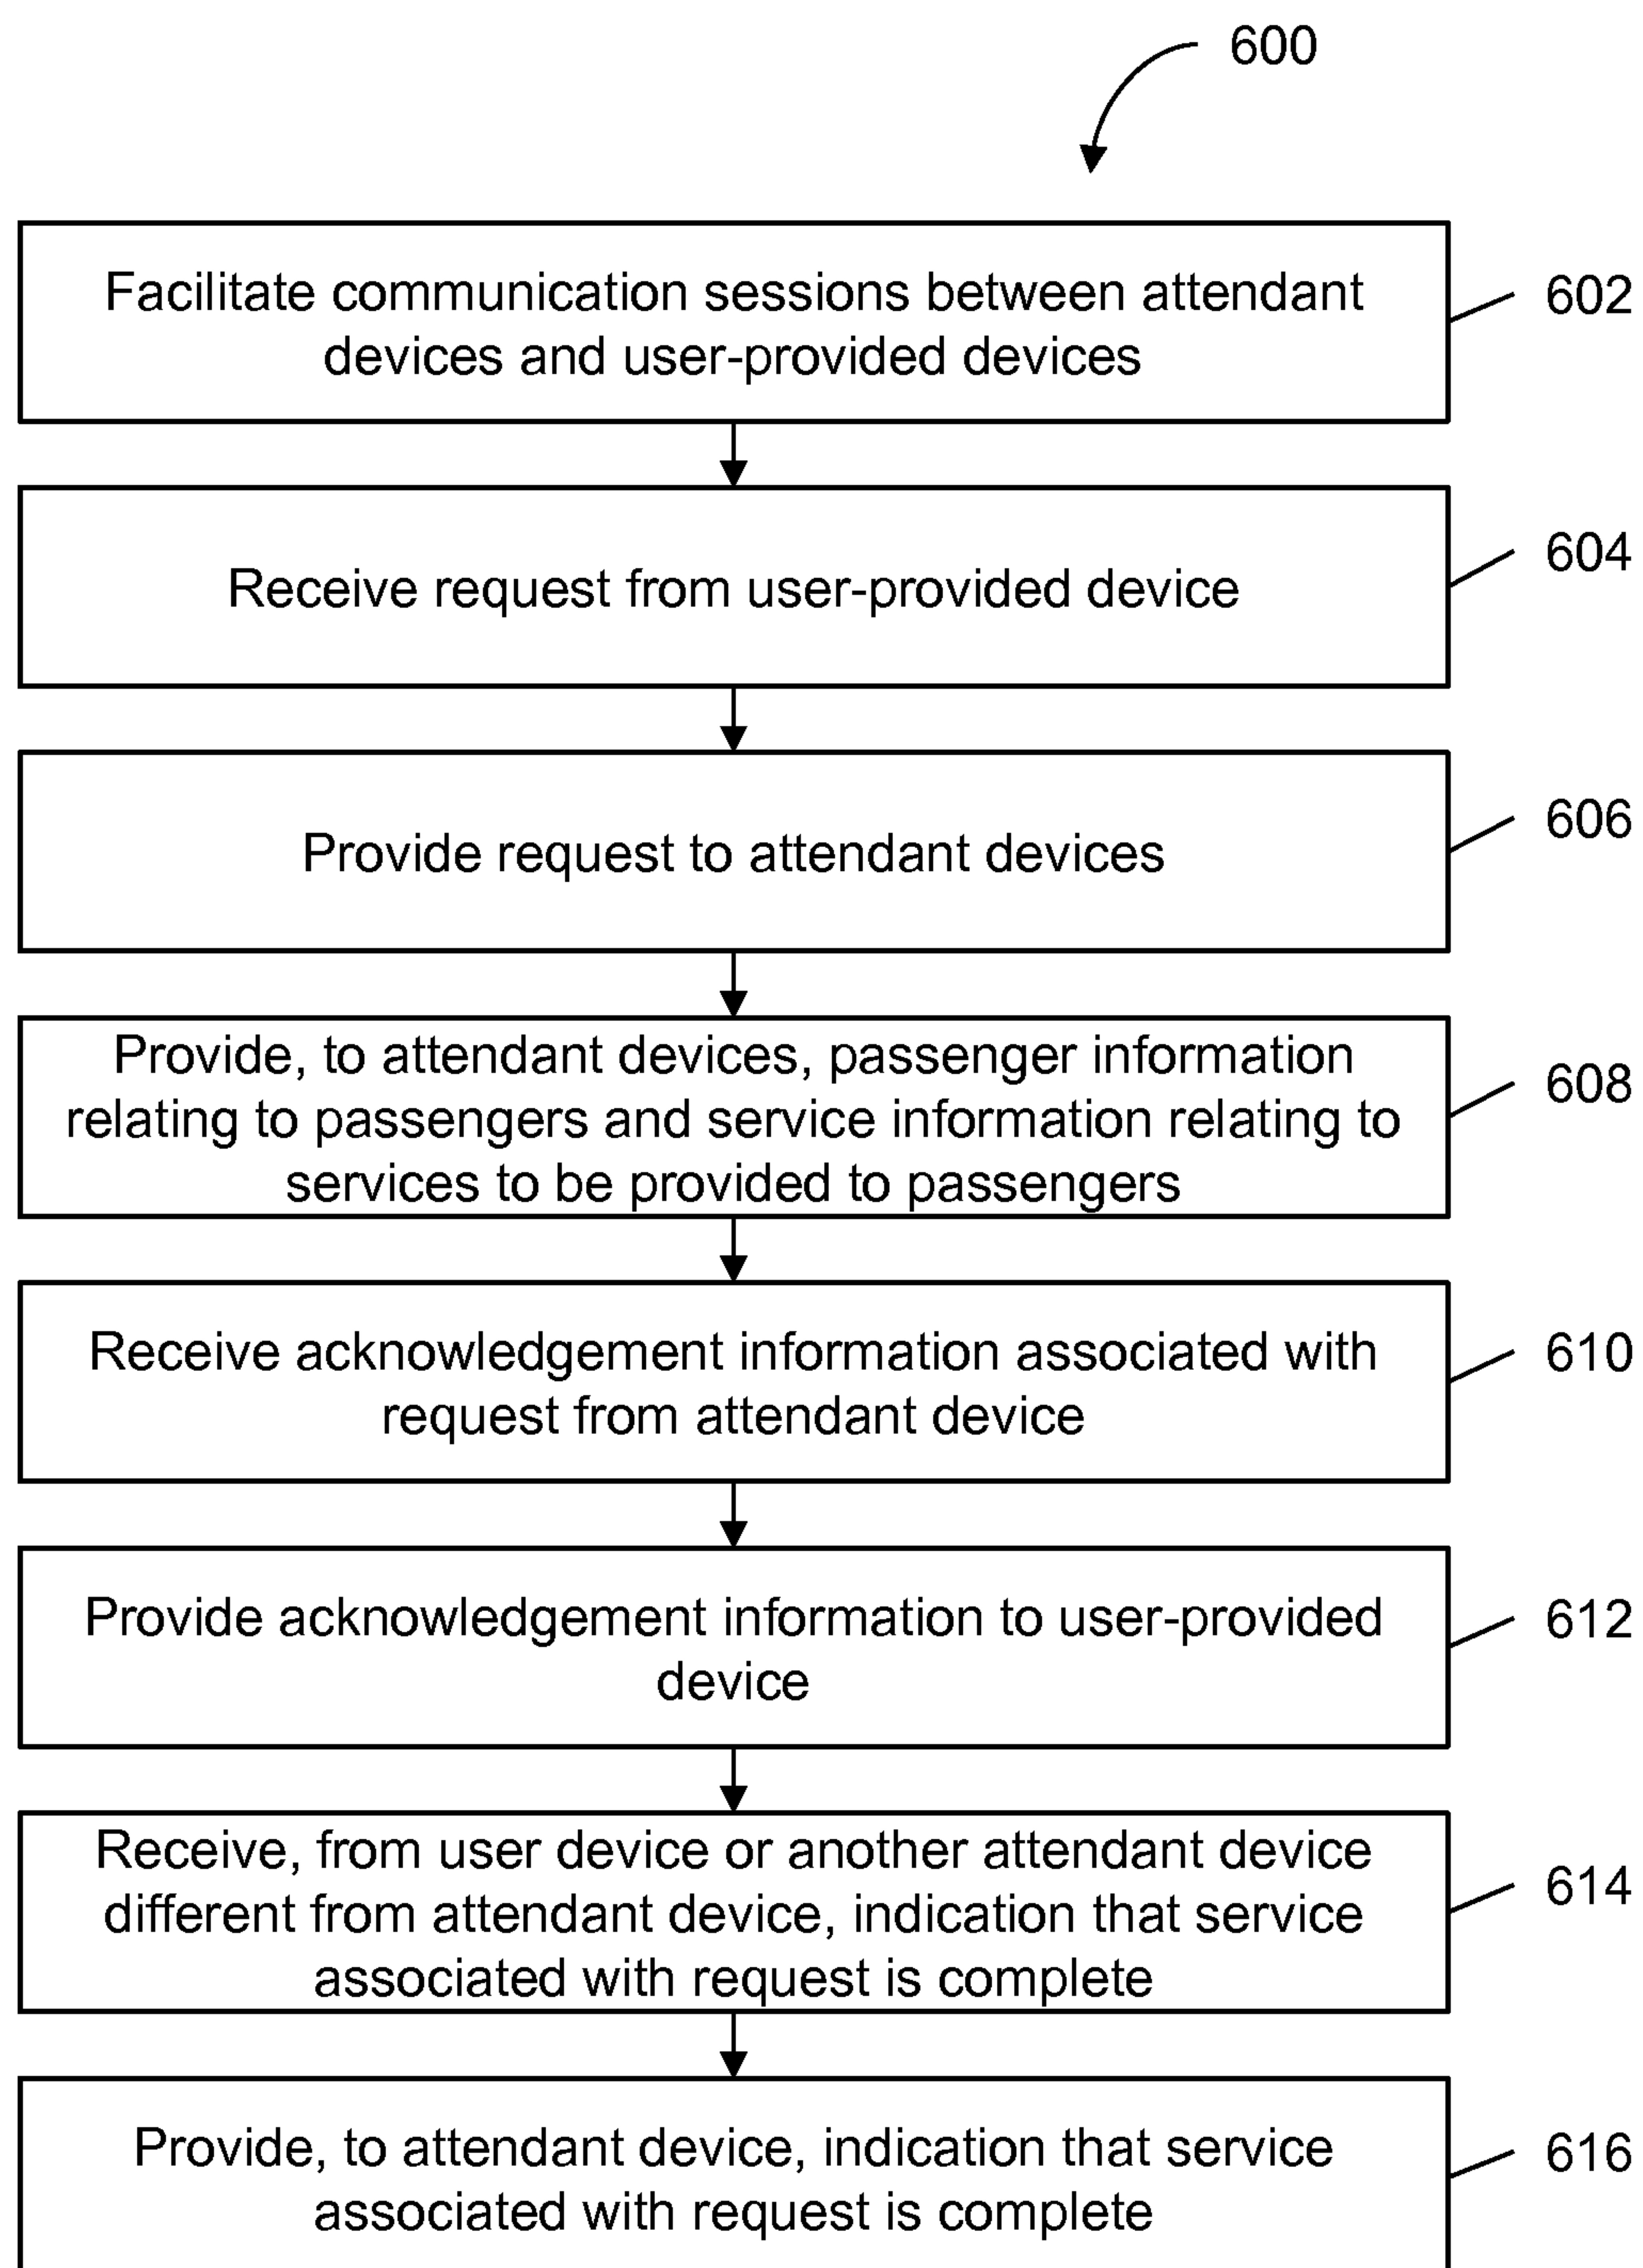 600
Facilitate communication sessions between attendant
devices and user-provided devices
602
Receive request from user-provided device
604
Provide request to attendant devices
606
Provide, to attendant devices, passenger information
relating to passengers and service information relating to
services to be provided to passengers
608
Receive acknowledgement information associated with
request from attendant device
610
Provide acknowledgement information to user-provided
device
612
Receive, from user device or another attendant device
different from attendant device, indication that service
associated with request is complete
614
Provide, to attendant device, indication that service
associated with request is complete
616